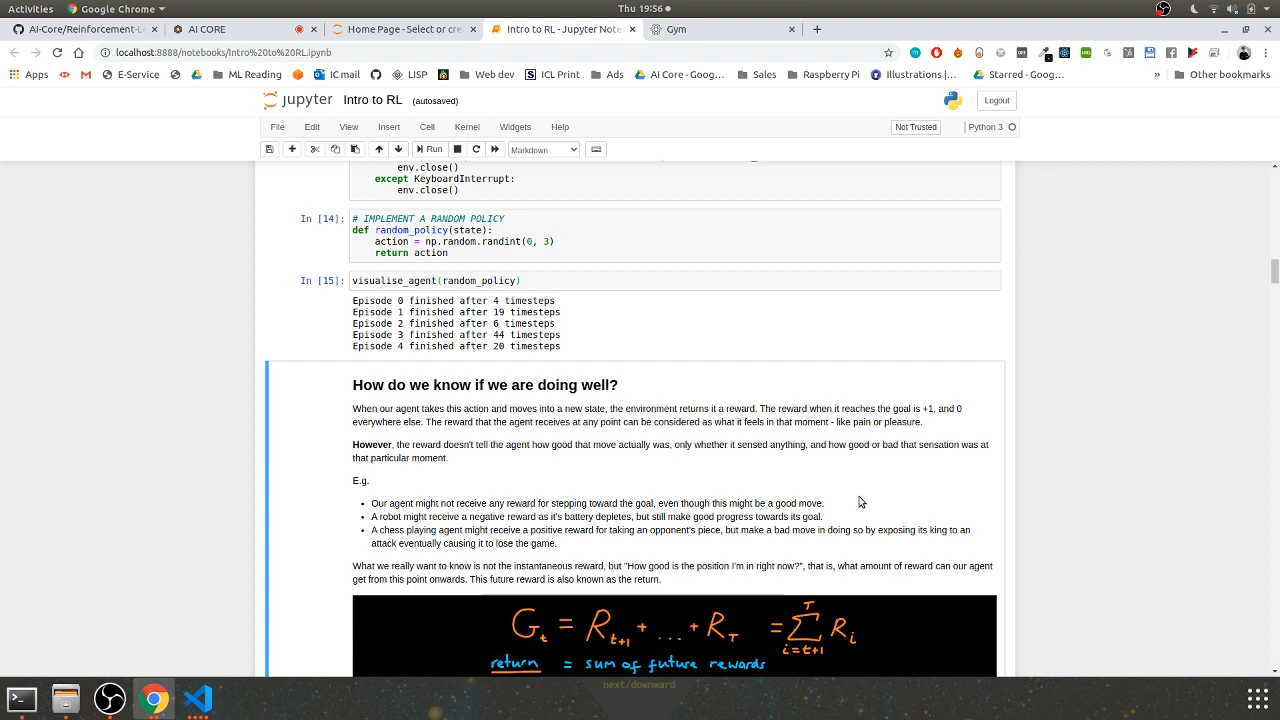 Activities
Google Chrome
Thu 19:56
AI-Core/Reinforcement-Le
AI CORE
Home Page - Select or cre
Intro to RL - Jupyter Note
Gym
localhost:8888/notebooks/Intro%20to%20RL.ipynb
Apps
E-Service
ML Reading
IC mail
LISP
Web dev
ICL Print
Ads
AI Core - Goog...
Sales
Raspberry Pi
Illustrations |...
Starred - Goog...
»
Other bookmarks
jupyter Intro to RL (autosaved)
Logout
File Edit View Insert Cell Kernel Widgets Help
Not Trusted
Python 3
Run
Markdown
env.close()
except KeyboardInterrupt:
env.close()
In [14]: # IMPLEMENT A RANDOM POLICY
def random_policy(state):
action = np.random.randint(0, 3)
return action
In [15]: visualise_agent(random_policy)
Episode 0 finished after 4 timesteps
Episode 1 finished after 19 timesteps
Episode 2 finished after 6 timesteps
Episode 3 finished after 44 timesteps
Episode 4 finished after 20 timesteps
How do we know if we are doing well?
When our agent takes this action and moves into a new state, the environment returns it a reward. The reward when it reaches the goal is +1, and 0
everywhere else. The reward that the agent receives at any point can be considered as what it feels in that moment - like pain or pleasure.
However, the reward doesn't tell the agent how good that move actually was, only whether it sensed anything, and how good or bad that sensation was at
that particular moment.
E.g.
• Our agent might not receive any reward for stepping toward the goal, even though this might be a good move.
• A robot might receive a negative reward as it's battery depletes, but still make good progress towards its goal.
• A chess playing agent might receive a positive reward for taking an opponent's piece, but make a bad move in doing so by exposing its king to an
attack eventually causing it to lose the game.
What we really want to know is not the instantaneous reward, but "How good is the position I'm in right now?", that is, what amount of reward can our agent
get from this point onwards. This future reward is also known as the return.
G_t = R_{t+1} + ... + R_T = Σ_{i=t+1}^{T} R_i
return = sum of future rewards
next/downward